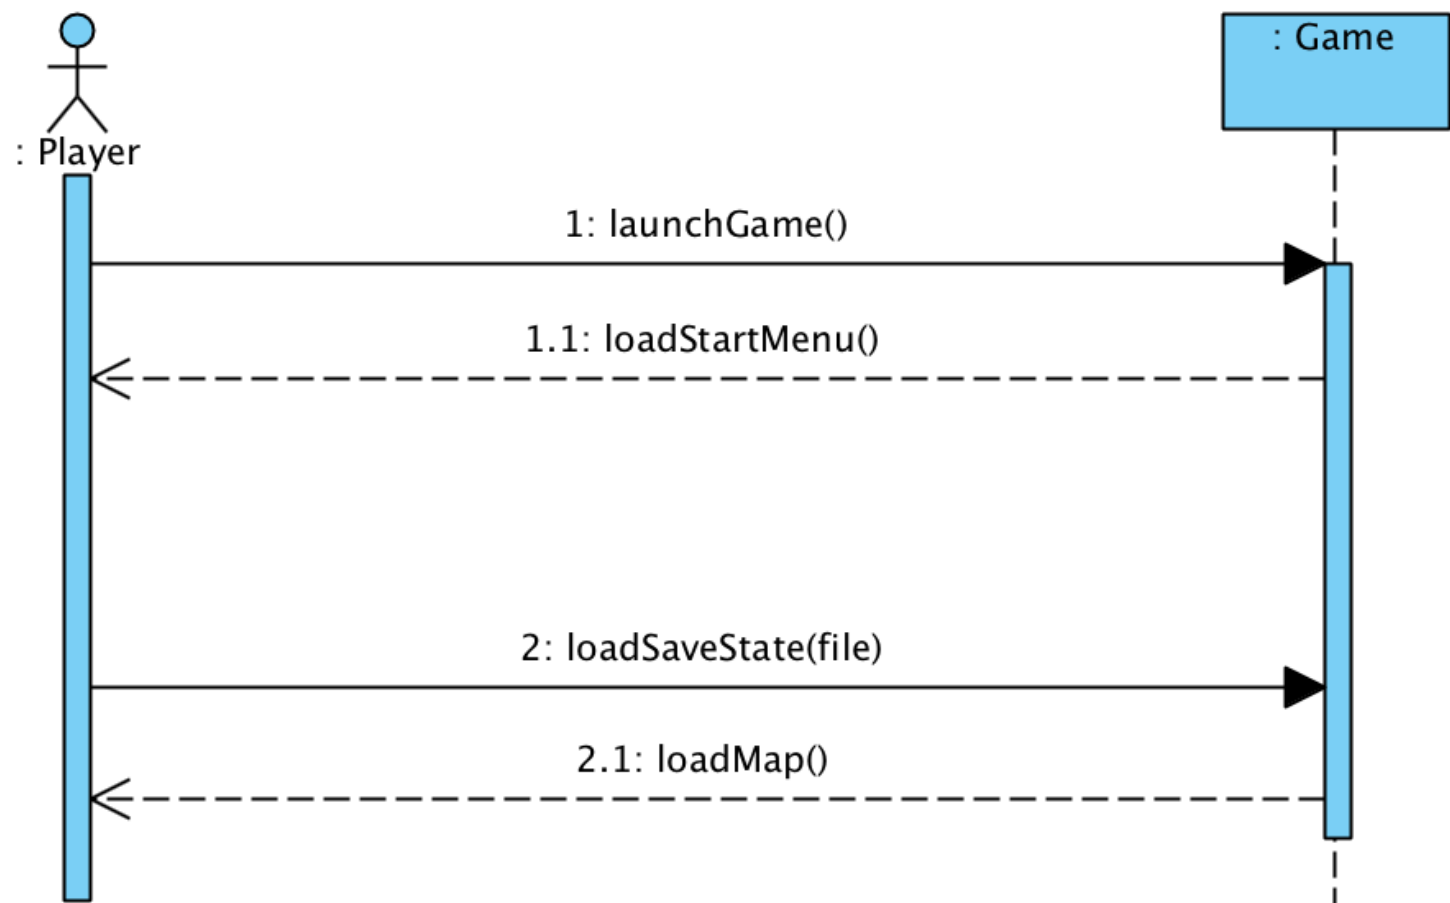 : Game
: Player
1: launchGame()
1.1: loadStartMenu()
2: loadSaveState(file)
2.1: loadMap()